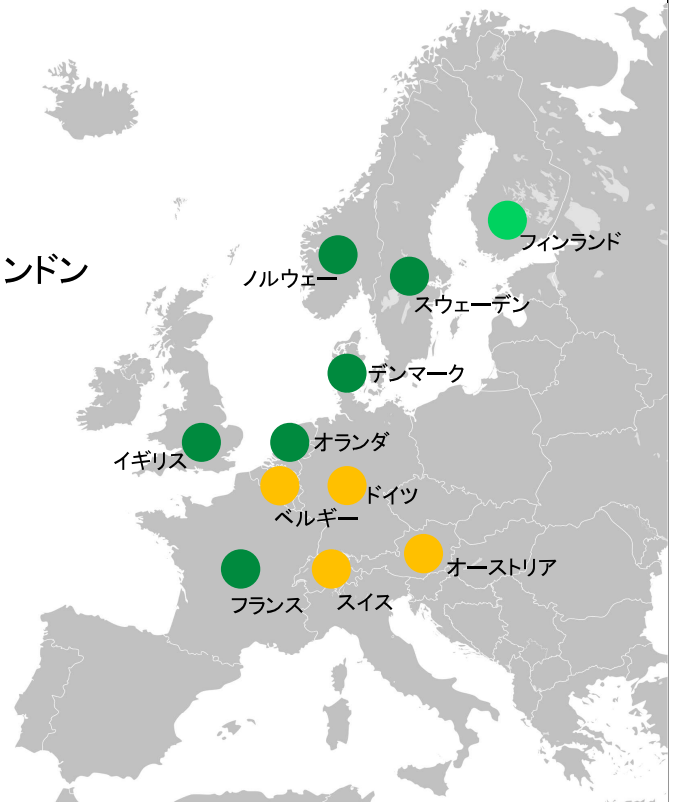 フィンランド
ンドン
ノルウェー
スウェーデン
デンマーク
オランダ
イギリス
ドイツ
ベルギー
オーストリア
フランス
スイス